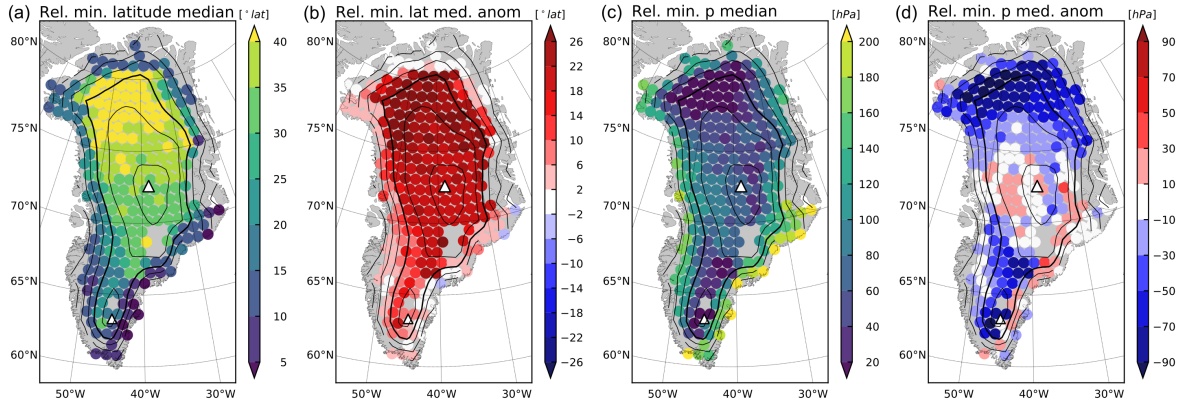 (a) Rel. min. latitude median [°lat]
80°N
75°N
70°N
65°N
60°N
50°W 40°W 30°W
40
35
30
25
20
15
10
5
(b) Rel. min. lat med. anom [°lat]
80°N
75°N
70°N
65°N
60°N
50°W 40°W 30°W
26
22
18
14
10
6
2
−2
−6
−10
−14
−18
−22
−26
(c) Rel. min. p median [hPa]
80°N
75°N
70°N
65°N
60°N
50°W 40°W 30°W
200
180
160
140
120
100
80
60
40
20
(d) Rel. min. p med. anom [hPa]
80°N
75°N
70°N
65°N
60°N
50°W 40°W 30°W
90
70
50
30
10
−10
−30
−50
−70
−90